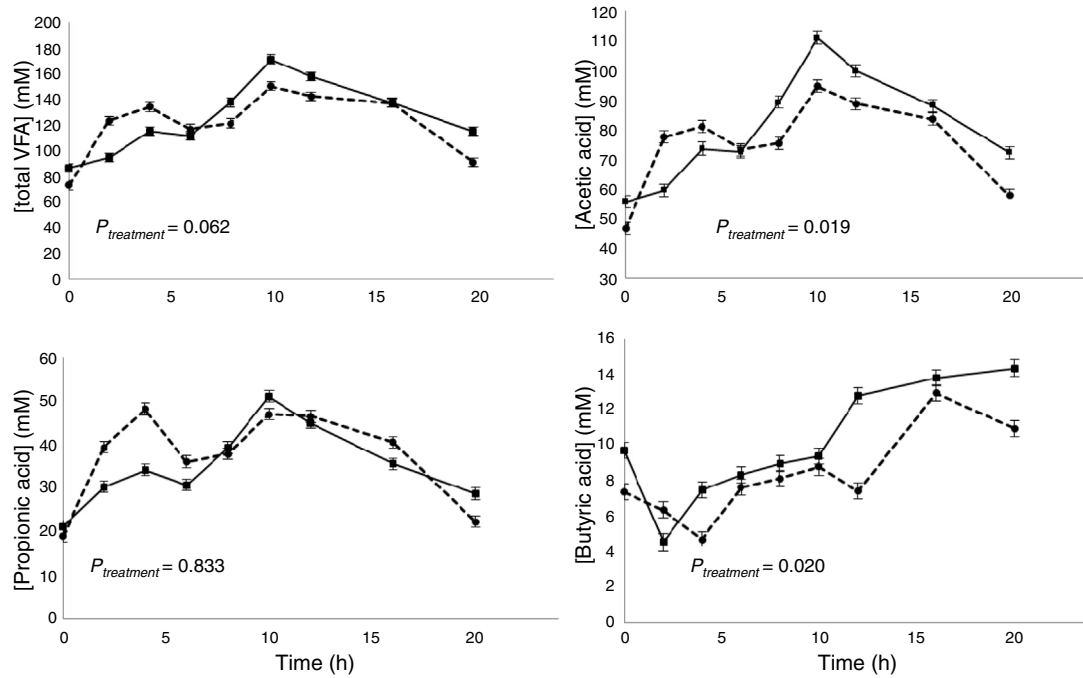 [total VFA] (mM)
200
180
160
140
120
100
80
60
40
20
0
P treatment = 0.062
0 5 10 15 20
[Acetic acid] (mM)
120
110
100
90
80
70
60
50
40
30
P treatment = 0.019
0 5 10 15 20
[Propionic acid] (mM)
60
50
40
30
20
10
0
P treatment = 0.833
0 5 10 15 20
Time (h)
[Butyric acid] (mM)
16
14
12
10
8
6
4
2
0
P treatment = 0.020
0 5 10 15 20
Time (h)